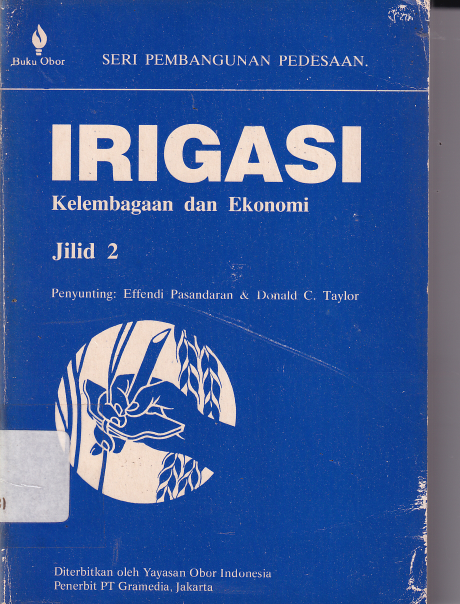 Buku Obor
SERI PEMBANGUNAN PEDESAAN.
IRIGASI
Kelembagaan dan Ekonomi
Jilid 2
Penyunting: Effendi Pasandaran & Donald C. Taylor
Diterbitkan oleh Yayasan Obor Indonesia
Penerbit PT Gramedia, Jakarta